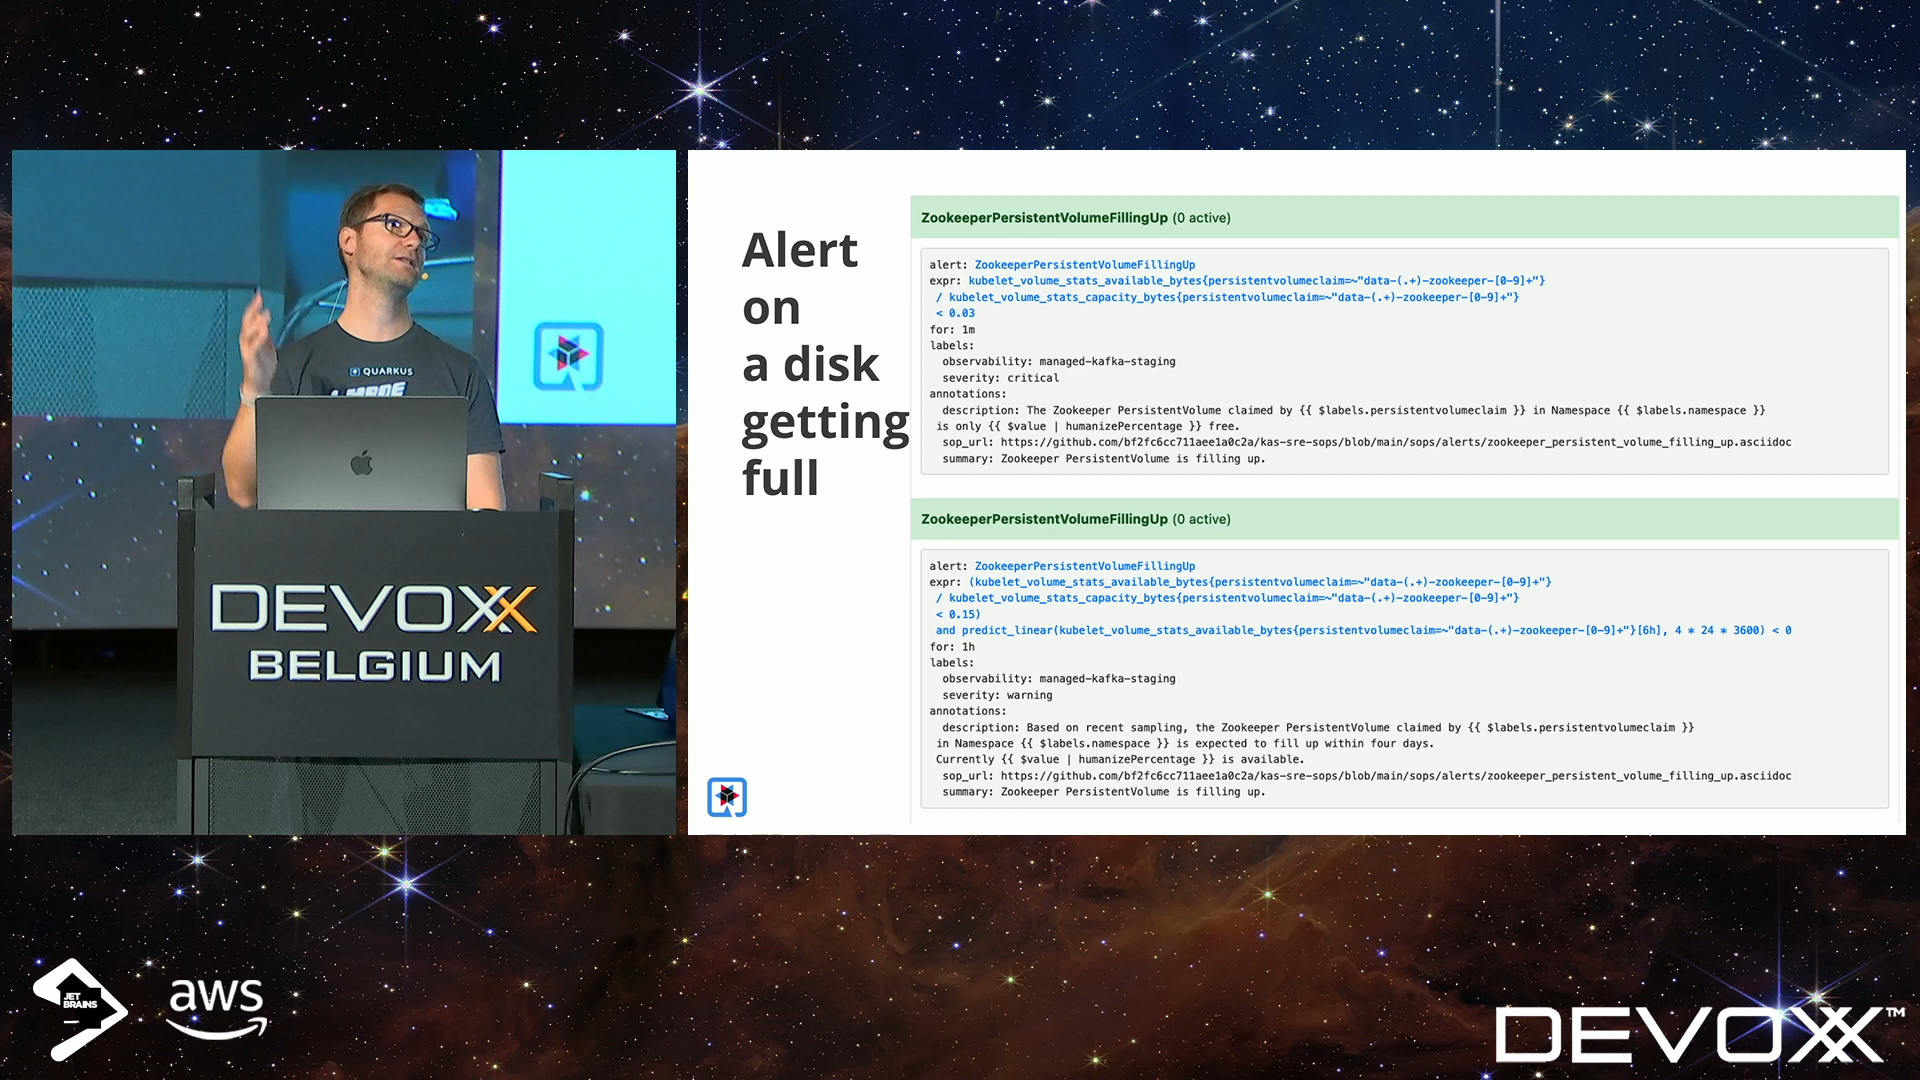 QUARKUS
DEVOXX
BELGIUM
Alert
on
a disk
getting
full
ZookeeperPersistentVolumeFillingUp (0 active)
alert: ZookeeperPersistentVolumeFillingUp
expr: kubelet_volume_stats_available_bytes{persistentvolumeclaim=~"data-(.+)-zookeeper-[0-9]+"}
/ kubelet_volume_stats_capacity_bytes{persistentvolumeclaim=~"data-(.+)-zookeeper-[0-9]+"}
< 0.03
for: 1m
labels:
observability: managed-kafka-staging
severity: critical
annotations:
description: The Zookeeper PersistentVolume claimed by {{ $labels.persistentvolumeclaim }} in Namespace {{ $labels.namespace }}
is only {{ $value | humanizePercentage }} free.
sop_url: https://github.com/bf2fc6cc711aee1a0c2a/kas-sre-sops/blob/main/sops/alerts/zookeeper_persistent_volume_filling_up.asciidoc
summary: Zookeeper PersistentVolume is filling up.
ZookeeperPersistentVolumeFillingUp (0 active)
alert: ZookeeperPersistentVolumeFillingUp
expr: (kubelet_volume_stats_available_bytes{persistentvolumeclaim=~"data-(.+)-zookeeper-[0-9]+"}
/ kubelet_volume_stats_capacity_bytes{persistentvolumeclaim=~"data-(.+)-zookeeper-[0-9]+"}
< 0.15)
and predict_linear(kubelet_volume_stats_available_bytes{persistentvolumeclaim=~"data-(.+)-zookeeper-[0-9]+"}[6h], 4 * 24 * 3600) < 0
for: 1h
labels:
observability: managed-kafka-staging
severity: warning
annotations:
description: Based on recent sampling, the Zookeeper PersistentVolume claimed by {{ $labels.persistentvolumeclaim }}
in Namespace {{ $labels.namespace }} is expected to fill up within four days.
Currently {{ $value | humanizePercentage }} is available.
sop_url: https://github.com/bf2fc6cc711aee1a0c2a/kas-sre-sops/blob/main/sops/alerts/zookeeper_persistent_volume_filling_up.asciidoc
summary: Zookeeper PersistentVolume is filling up.
JET
BRAINS
aws
DEVOXX™